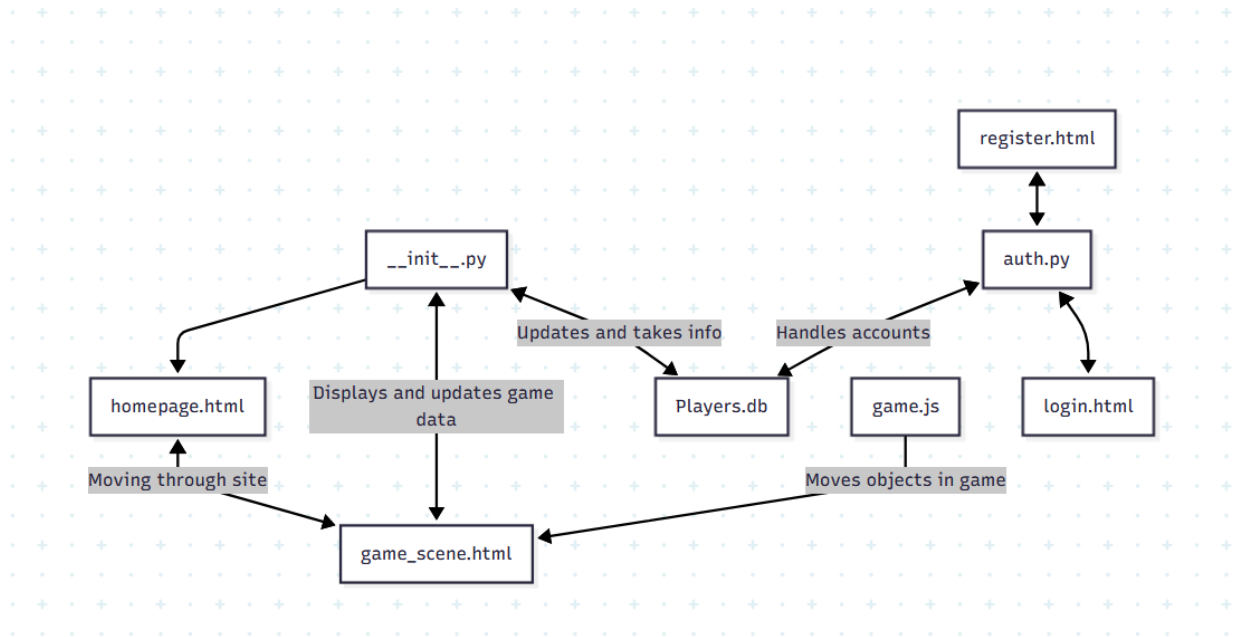 register.html
__init__.py
auth.py
Updates and takes info
Handles accounts
Displays and updates game
data
homepage.html
Players.db
game.js
login.html
Moving through site
Moves objects in game
game_scene.html